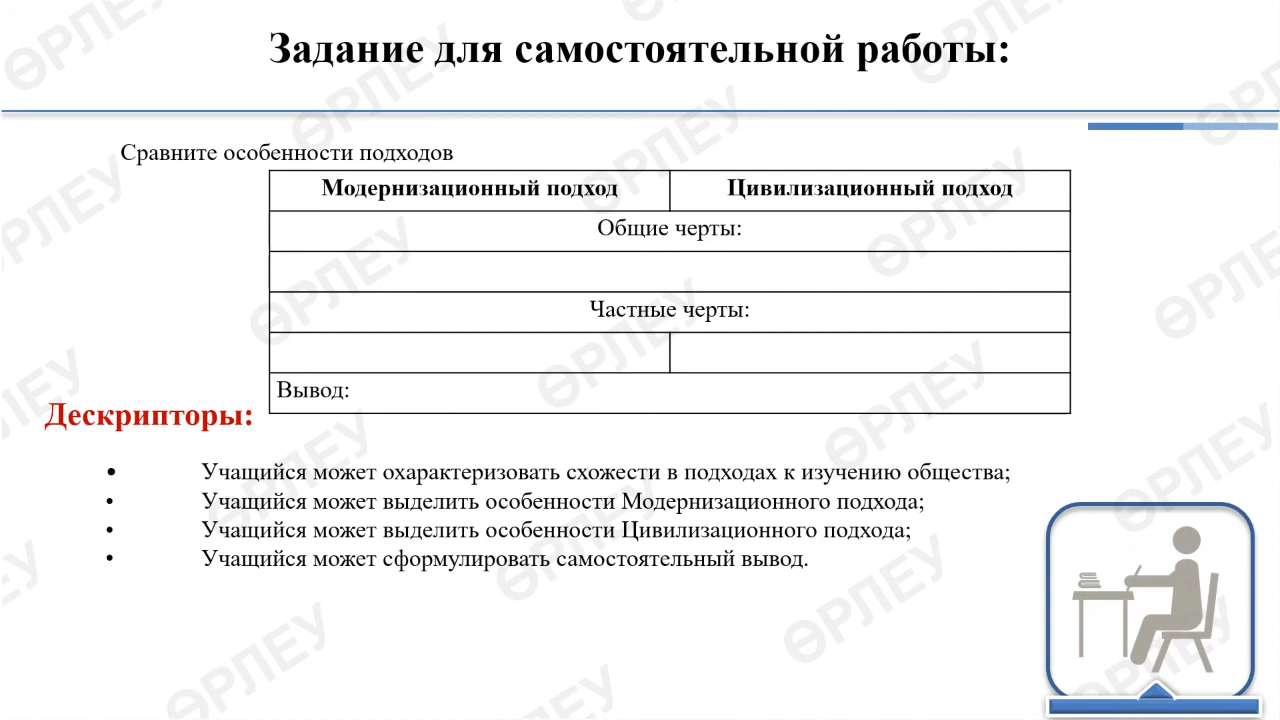 Задание для самостоятельной работы:
Сравните особенности подходов
Модернизационный подход
Цивилизационный подход
Общие черты:
Частные черты:
Вывод:
Дескрипторы:
• Учащийся может охарактеризовать схожести в подходах к изучению общества;
• Учащийся может выделить особенности Модернизационного подхода;
• Учащийся может выделить особенности Цивилизационного подхода;
• Учащийся может сформулировать самостоятельный вывод.
ӨРЛЕУ